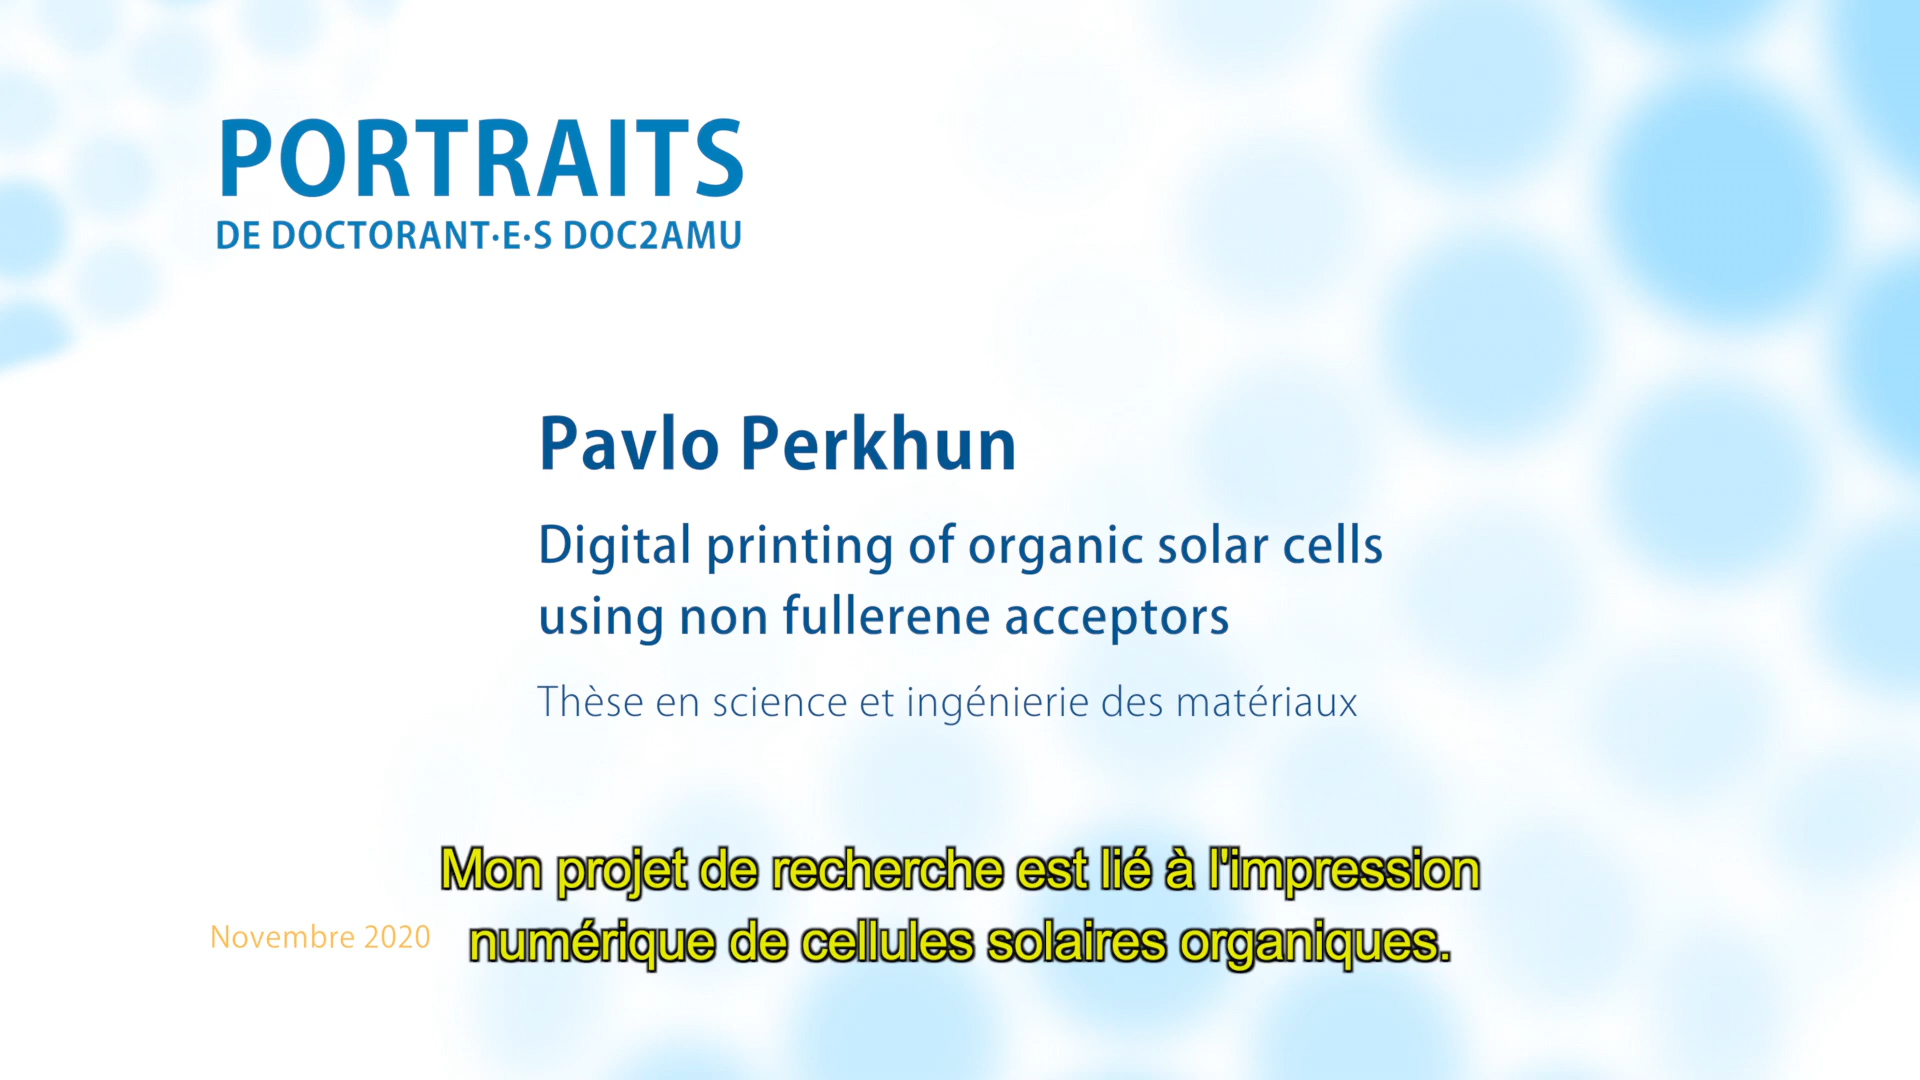 PORTRAITS
DE DOCTORANT·E·S DOC2AMU
Pavlo Perkhun
Digital printing of organic solar cells
using non fullerene acceptors
Thèse en science et ingénierie des matériaux
Mon projet de recherche est lié à l'impression
numérique de cellules solaires organiques.
Novembre 2020